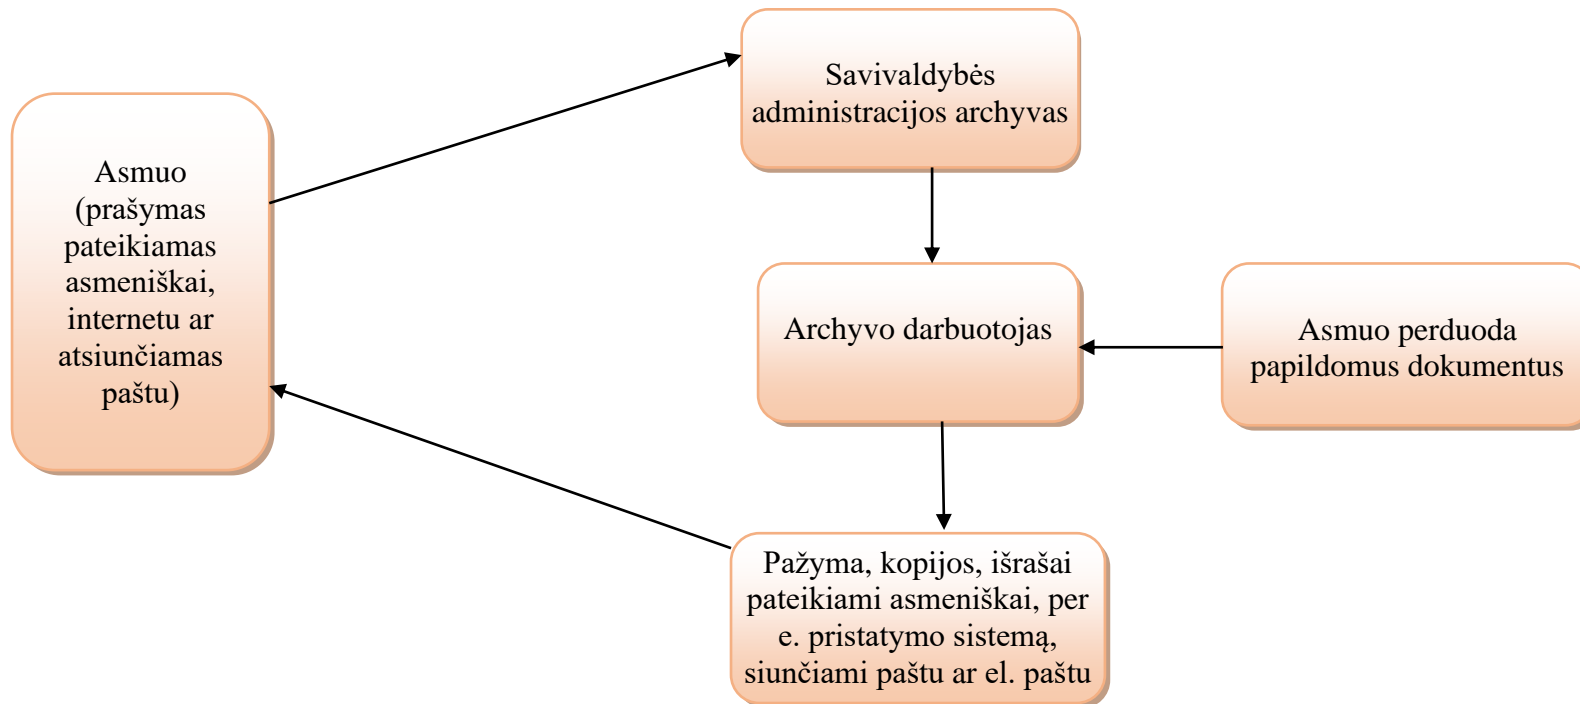 Savivaldybės
administracijos archyvas
Asmuo
(prašymas
pateikiamas
asmeniškai,
internetu ar
atsiunčiamas
paštu)
Archyvo darbuotojas
Asmuo perduoda
papildomus dokumentus
Pažyma, kopijos, išrašai
pateikiami asmeniškai, per
e. pristatymo sistemą,
siunčiami paštu ar el. paštu